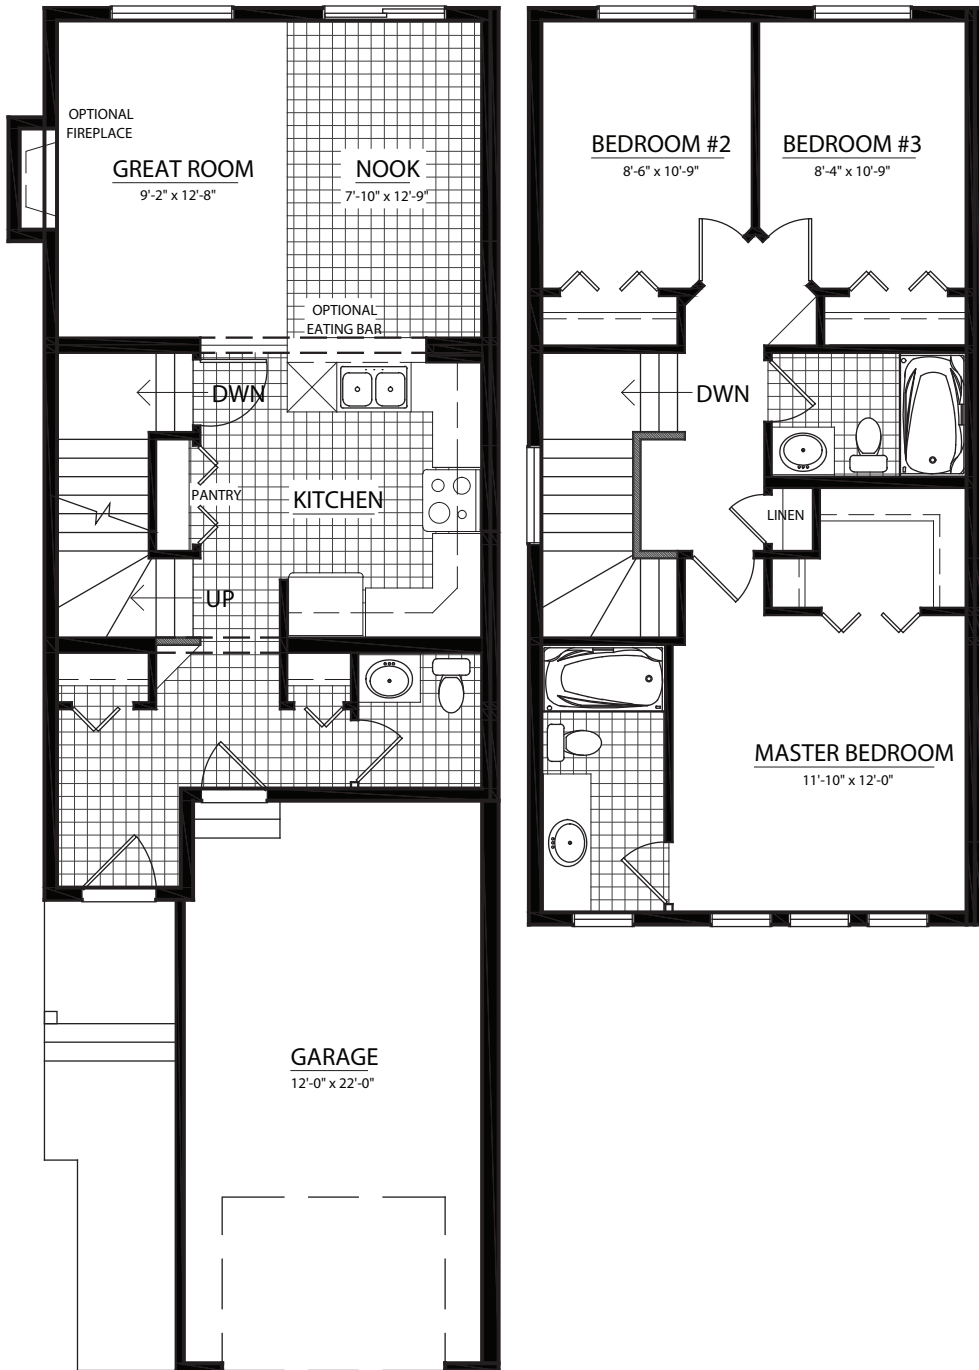 OPTIONAL
FIREPLACE
GREAT ROOM
9'-2" x 12'-8"
NOOK
7'-10" x 12'-9"
OPTIONAL
EATING BAR
DWN
PANTRY
KITCHEN
UP
GARAGE
12'-0" x 22'-0"
BEDROOM #2
8'-6" x 10'-9"
BEDROOM #3
8'-4" x 10'-9"
DWN
LINEN
MASTER BEDROOM
11'-10" x 12'-0"